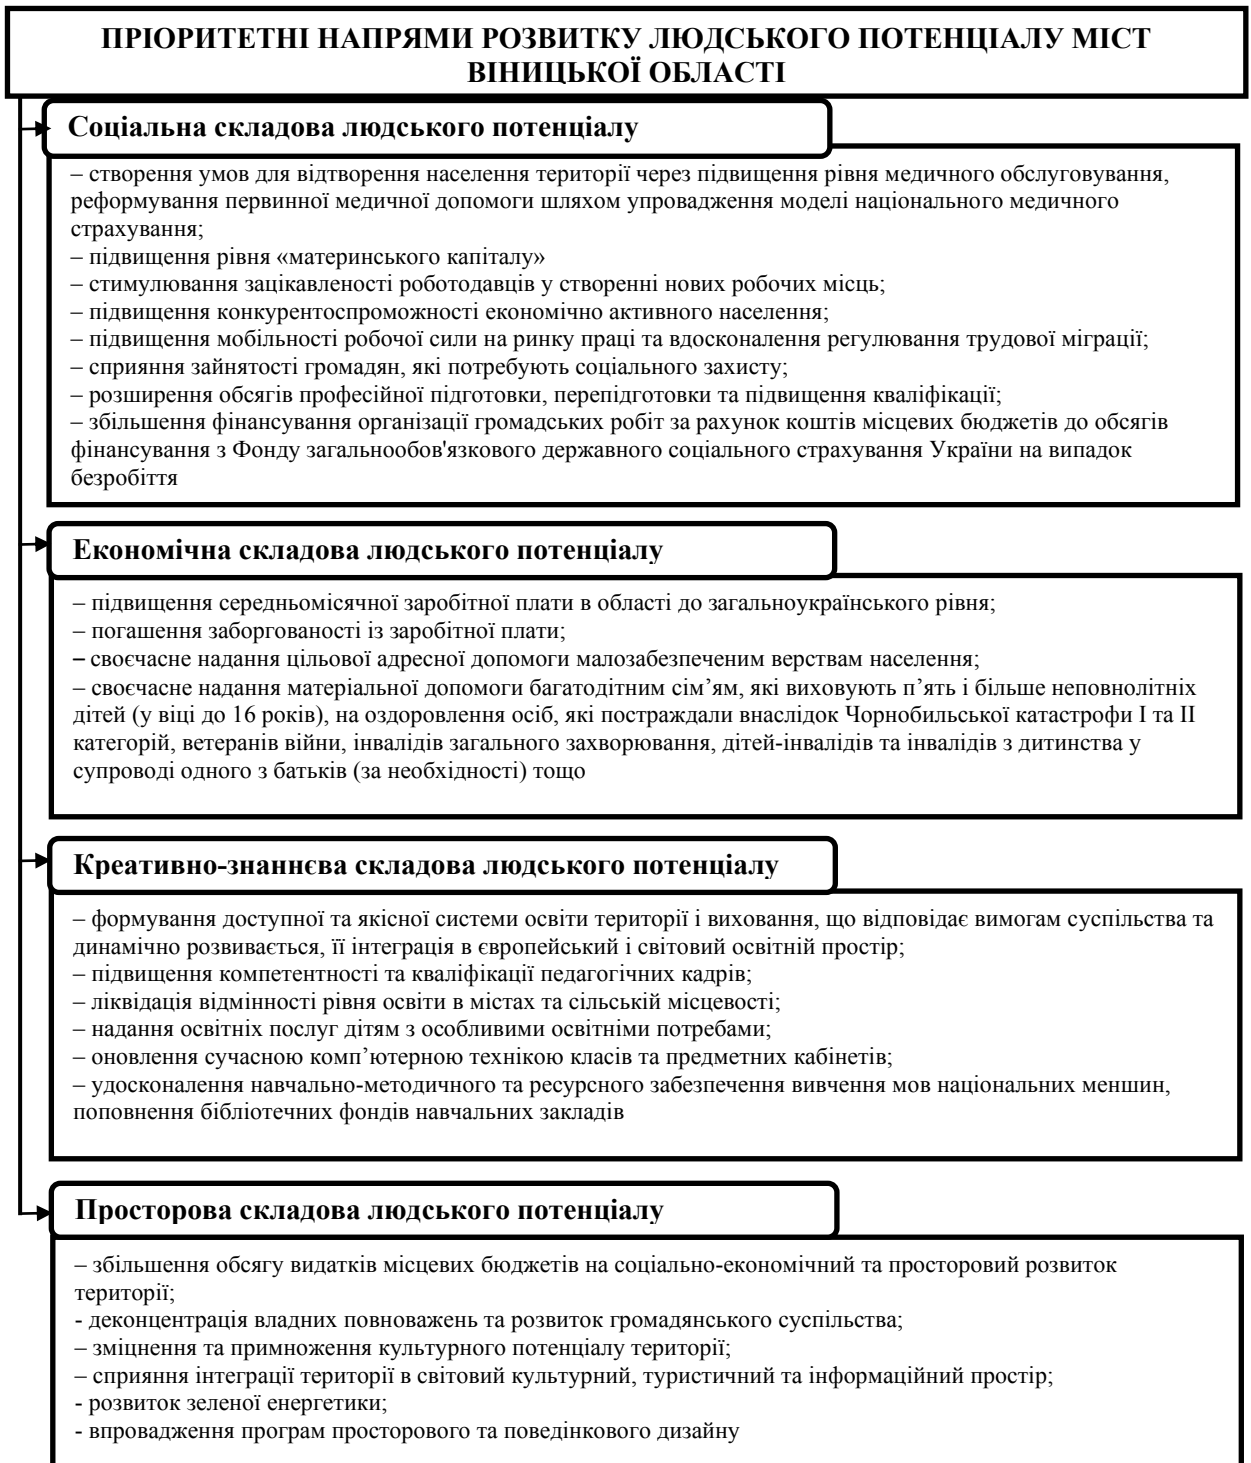 ПРІОРИТЕТНІ НАПРЯМИ РОЗВИТКУ ЛЮДСЬКОГО ПОТЕНЦІАЛУ МІСТ
ВІНИЦЬКОЇ ОБЛАСТІ
Соціальна складова людського потенціалу
– створення умов для відтворення населення території через підвищення рівня медичного обслуговування,
реформування первинної медичної допомоги шляхом упровадження моделі національного медичного
страхування;
– підвищення рівня «материнського капіталу»
– стимулювання зацікавленості роботодавців у створенні нових робочих місць;
– підвищення конкурентоспроможності економічно активного населення;
– підвищення мобільності робочої сили на ринку праці та вдосконалення регулювання трудової міграції;
– сприяння зайнятості громадян, які потребують соціального захисту;
– розширення обсягів професійної підготовки, перепідготовки та підвищення кваліфікації;
– збільшення фінансування організації громадських робіт за рахунок коштів місцевих бюджетів до обсягів
фінансування з Фонду загальнообов'язкового державного соціального страхування України на випадок
безробіття
Економічна складова людського потенціалу
– підвищення середньомісячної заробітної плати в області до загальноукраїнського рівня;
– погашення заборгованості із заробітної плати;
– своєчасне надання цільової адресної допомоги малозабезпеченим верствам населення;
– своєчасне надання матеріальної допомоги багатодітним сім’ям, які виховують п’ять і більше неповнолітніх
дітей (у віці до 16 років), на оздоровлення осіб, які постраждали внаслідок Чорнобильської катастрофи І та ІІ
категорій, ветеранів війни, інвалідів загального захворювання, дітей-інвалідів та інвалідів з дитинства у
супроводі одного з батьків (за необхідності) тощо
Креативно-знаннєва складова людського потенціалу
– формування доступної та якісної системи освіти території і виховання, що відповідає вимогам суспільства та
динамічно розвивається, її інтеграція в європейський і світовий освітній простір;
– підвищення компетентності та кваліфікації педагогічних кадрів;
– ліквідація відмінності рівня освіти в містах та сільській місцевості;
– надання освітніх послуг дітям з особливими освітніми потребами;
– оновлення сучасною комп’ютерною технікою класів та предметних кабінетів;
– удосконалення навчально-методичного та ресурсного забезпечення вивчення мов національних меншин,
поповнення бібліотечних фондів навчальних закладів
Просторова складова людського потенціалу
– збільшення обсягу видатків місцевих бюджетів на соціально-економічний та просторовий розвиток
території;
- деконцентрація владних повноважень та розвиток громадянського суспільства;
– зміцнення та примноження культурного потенціалу території;
– сприяння інтеграції території в світовий культурний, туристичний та інформаційний простір;
- розвиток зеленої енергетики;
- впровадження програм просторового та поведінкового дизайну